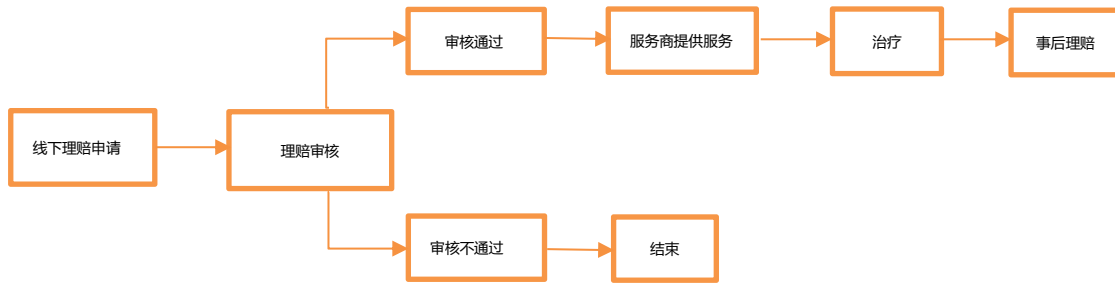 审核通过
服务商提供服务
治疗
事后理赔
线下理赔申请
理赔审核
审核不通过
结束